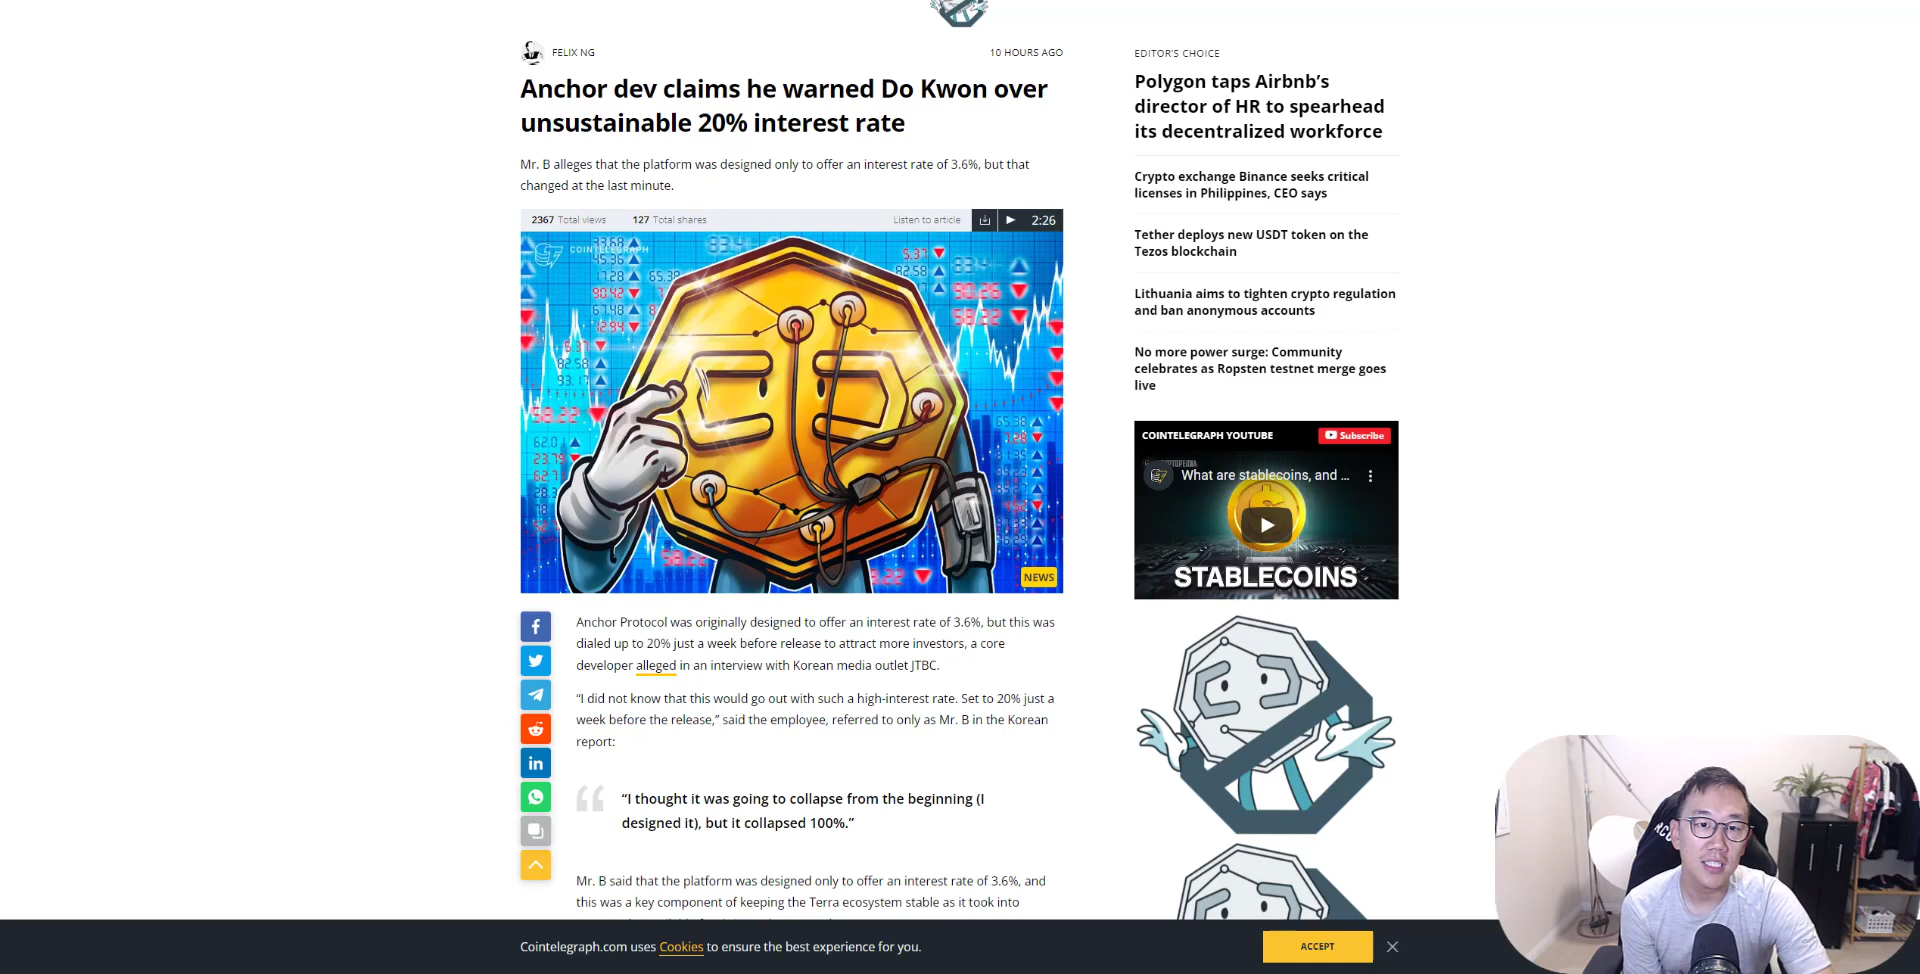 FELIX NG
10 HOURS AGO
Anchor dev claims he warned Do Kwon over
unsustainable 20% interest rate
Mr. B alleges that the platform was designed only to offer an interest rate of 3.6%, but that
changed at the last minute.
2367 Total views
127 Total shares
Listen to article
2:26
COINTELEGRAPH
NEWS
Anchor Protocol was originally designed to offer an interest rate of 3.6%, but this was
dialed up to 20% just a week before release to attract more investors, a core
developer alleged in an interview with Korean media outlet JTBC.
“I did not know that this would go out with such a high-interest rate. Set to 20% just a
week before the release,” said the employee, referred to only as Mr. B in the Korean
report:
“I thought it was going to collapse from the beginning (I
designed it), but it collapsed 100%.”
Mr. B said that the platform was designed only to offer an interest rate of 3.6%, and
this was a key component of keeping the Terra ecosystem stable as it took into
EDITOR’S CHOICE
Polygon taps Airbnb’s
director of HR to spearhead
its decentralized workforce
Crypto exchange Binance seeks critical
licenses in Philippines, CEO says
Tether deploys new USDT token on the
Tezos blockchain
Lithuania aims to tighten crypto regulation
and ban anonymous accounts
No more power surge: Community
celebrates as Ropsten testnet merge goes
live
COINTELEGRAPH YOUTUBE
Subscribe
What are stablecoins, and ...
STABLECOINS
Cointelegraph.com uses Cookies to ensure the best experience for you.
ACCEPT